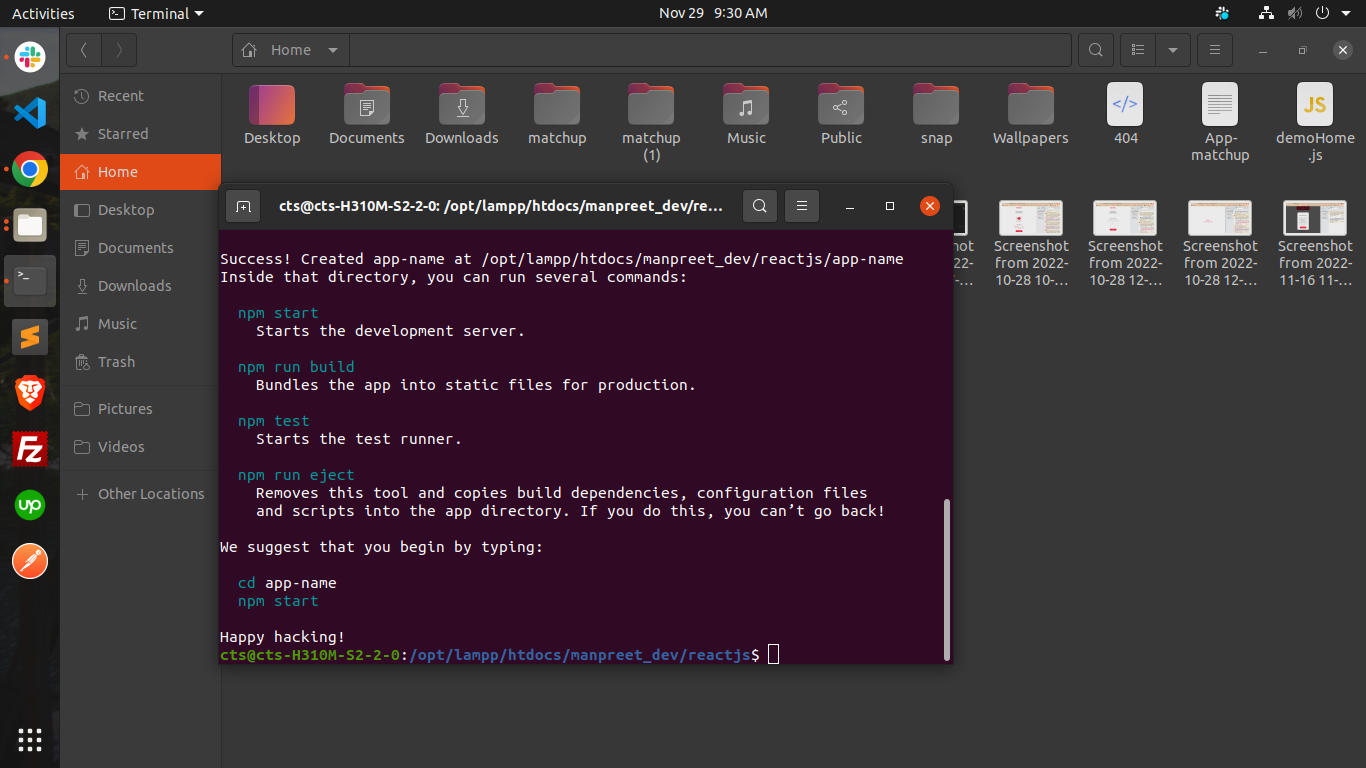 Activities
Terminal
Nov 29 9:30 AM
Home
Recent
Starred
Home
Desktop
Documents
Downloads
Music
Trash
Pictures
Videos
Other Locations
Desktop
Documents
Downloads
matchup
matchup
(1)
Music
Public
snap
Wallpapers
404
App-
matchup
JS
demoHome
.js
Screenshot
from 2022-
10-28 10-...
Screenshot
from 2022-
10-28 12-...
Screenshot
from 2022-
10-28 12-...
Screenshot
from 2022-
11-16 11-...
cts@cts-H310M-S2-2-0: /opt/lampp/htdocs/manpreet_dev/re...
Success! Created app-name at /opt/lampp/htdocs/manpreet_dev/reactjs/app-name
Inside that directory, you can run several commands:
npm start
Starts the development server.
npm run build
Bundles the app into static files for production.
npm test
Starts the test runner.
npm run eject
Removes this tool and copies build dependencies, configuration files
and scripts into the app directory. If you do this, you can’t go back!
We suggest that you begin by typing:
cd app-name
npm start
Happy hacking!
cts@cts-H310M-S2-2-0:/opt/lampp/htdocs/manpreet_dev/reactjs$
Fz
up